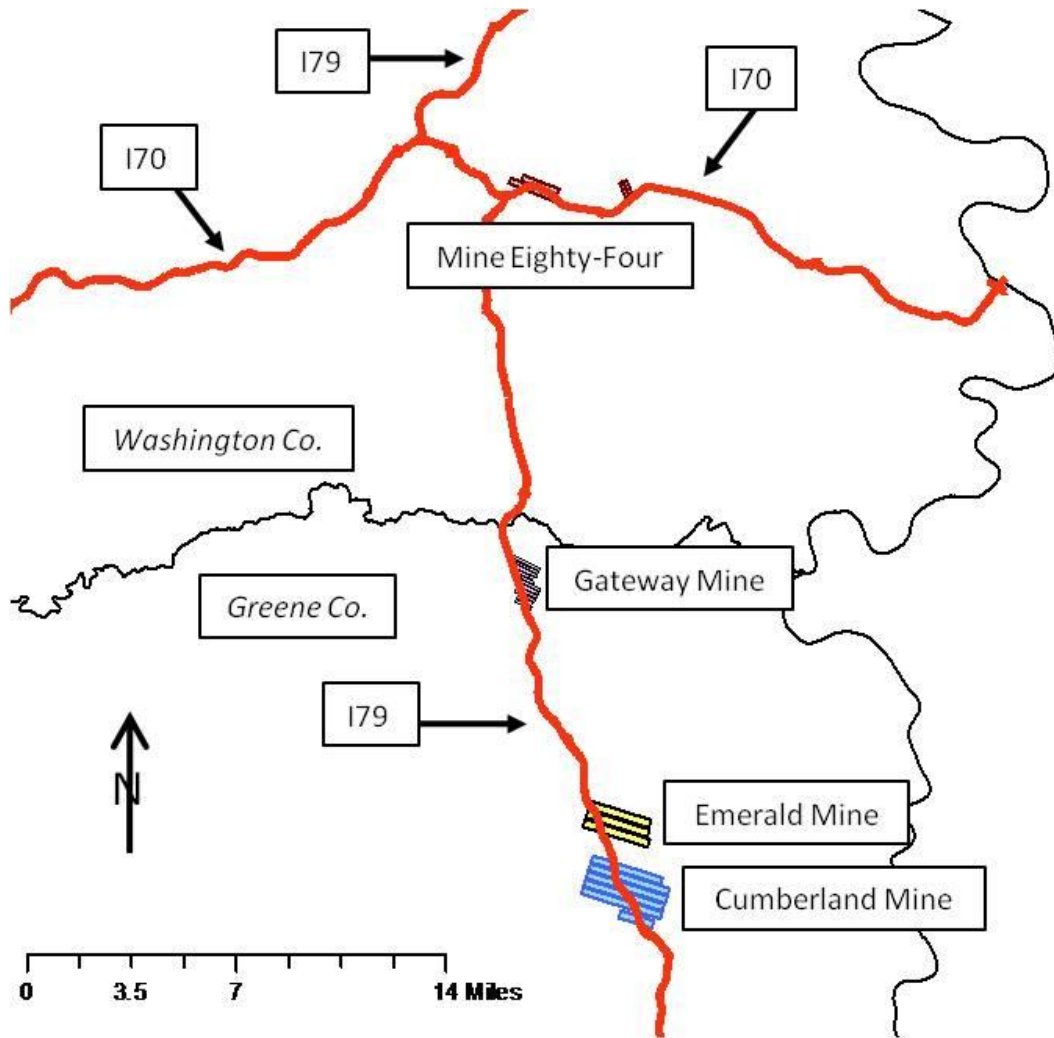 I79
I70
I70
Mine Eighty-Four
Washington Co.
Gateway Mine
Greene Co.
I79
N
Emerald Mine
Cumberland Mine
0 3.5 7 14 Miles